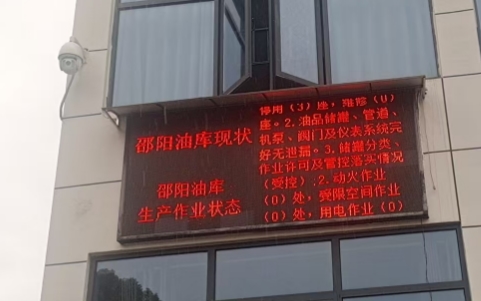 邵阳油库现状
邵阳油库
生产作业状态
停用（3）座，维修（0）
座。2.油品储罐、管道、
机泵、阀门及仪表系统完
好无泄漏。3.储罐分类、
作业许可及管控落实情况
（受控）.2.动火作业
（0）处，受限空间作业
（0）处，用电作业（0）